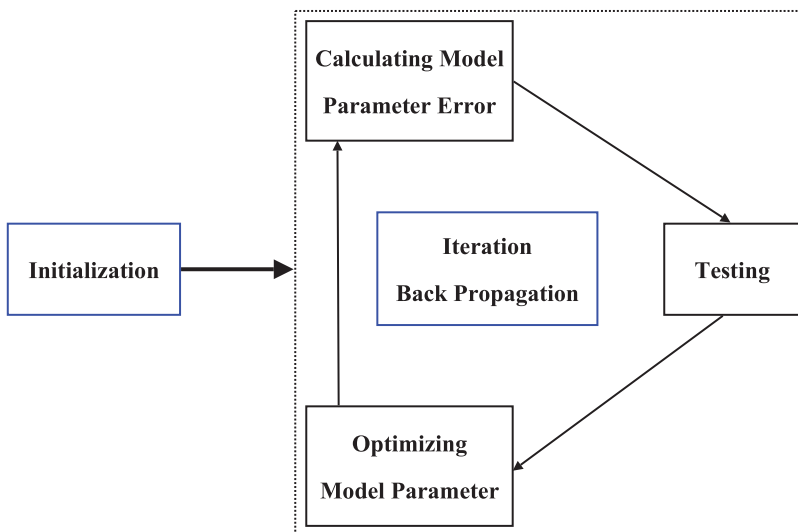 Calculating Model
Parameter Error
Initialization
Iteration
Back Propagation
Testing
Optimizing
Model Parameter